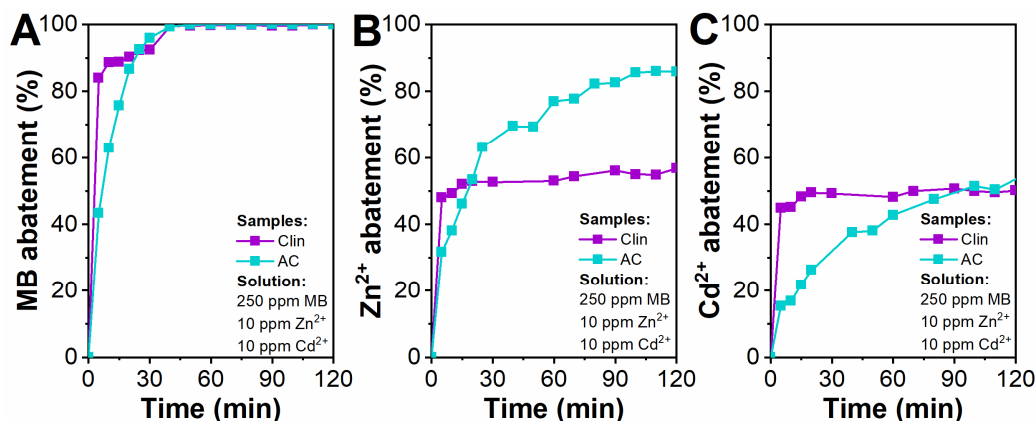 A
MB abatement (%)
100
80
60
40
20
0
0 30 60 90 120
Time (min)
Samples:
Clin
AC
Solution:
250 ppm MB
10 ppm Zn²⁺
10 ppm Cd²⁺
B
Zn²⁺ abatement (%)
100
80
60
40
20
0
0 30 60 90 120
Time (min)
Samples:
Clin
AC
Solution:
250 ppm MB
10 ppm Zn²⁺
10 ppm Cd²⁺
C
Cd²⁺ abatement (%)
100
80
60
40
20
0
0 30 60 90 120
Time (min)
Samples:
Clin
AC
Solution:
250 ppm MB
10 ppm Zn²⁺
10 ppm Cd²⁺